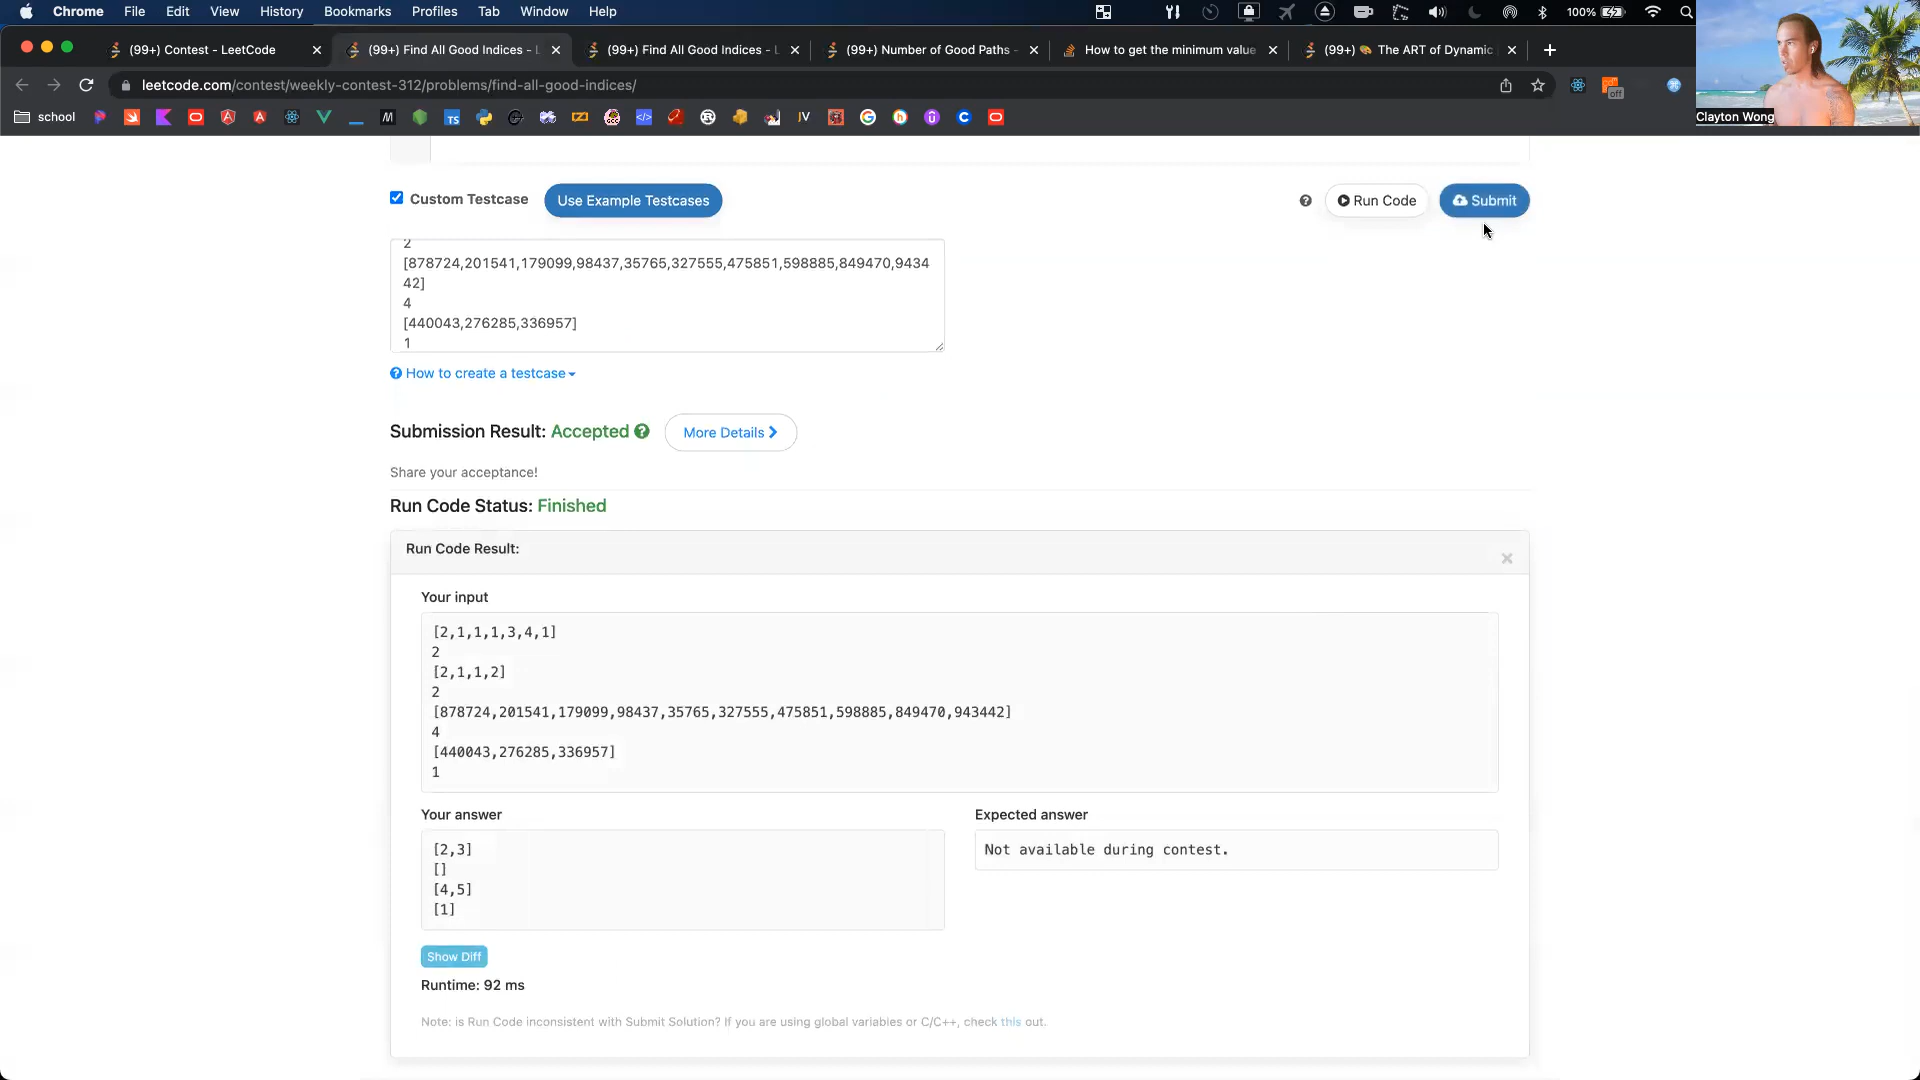 Chrome File Edit View History Bookmarks Profiles Tab Window Help 100%
(99+) Contest - LeetCode (99+) Find All Good Indices - L (99+) Find All Good Indices - L (99+) Number of Good Paths - How to get the minimum value (99+) The ART of Dynamic
leetcode.com/contest/weekly-contest-312/problems/find-all-good-indices/
off
school M TS JV
Clayton Wong
Custom Testcase Use Example Testcases Run Code Submit
2
[878724,201541,179099,98437,35765,327555,475851,598885,849470,9434
42]
4
[440043,276285,336957]
1
How to create a testcase
Submission Result: Accepted More Details
Share your acceptance!
Run Code Status: Finished
Run Code Result:
Your input
[2,1,1,1,3,4,1]
2
[2,1,1,2]
2
[878724,201541,179099,98437,35765,327555,475851,598885,849470,943442]
4
[440043,276285,336957]
1
Your answer Expected answer
[2,3] Not available during contest.
[]
[4,5]
[1]
Show Diff
Runtime: 92 ms
Note: is Run Code inconsistent with Submit Solution? If you are using global variables or C/C++, check this out.